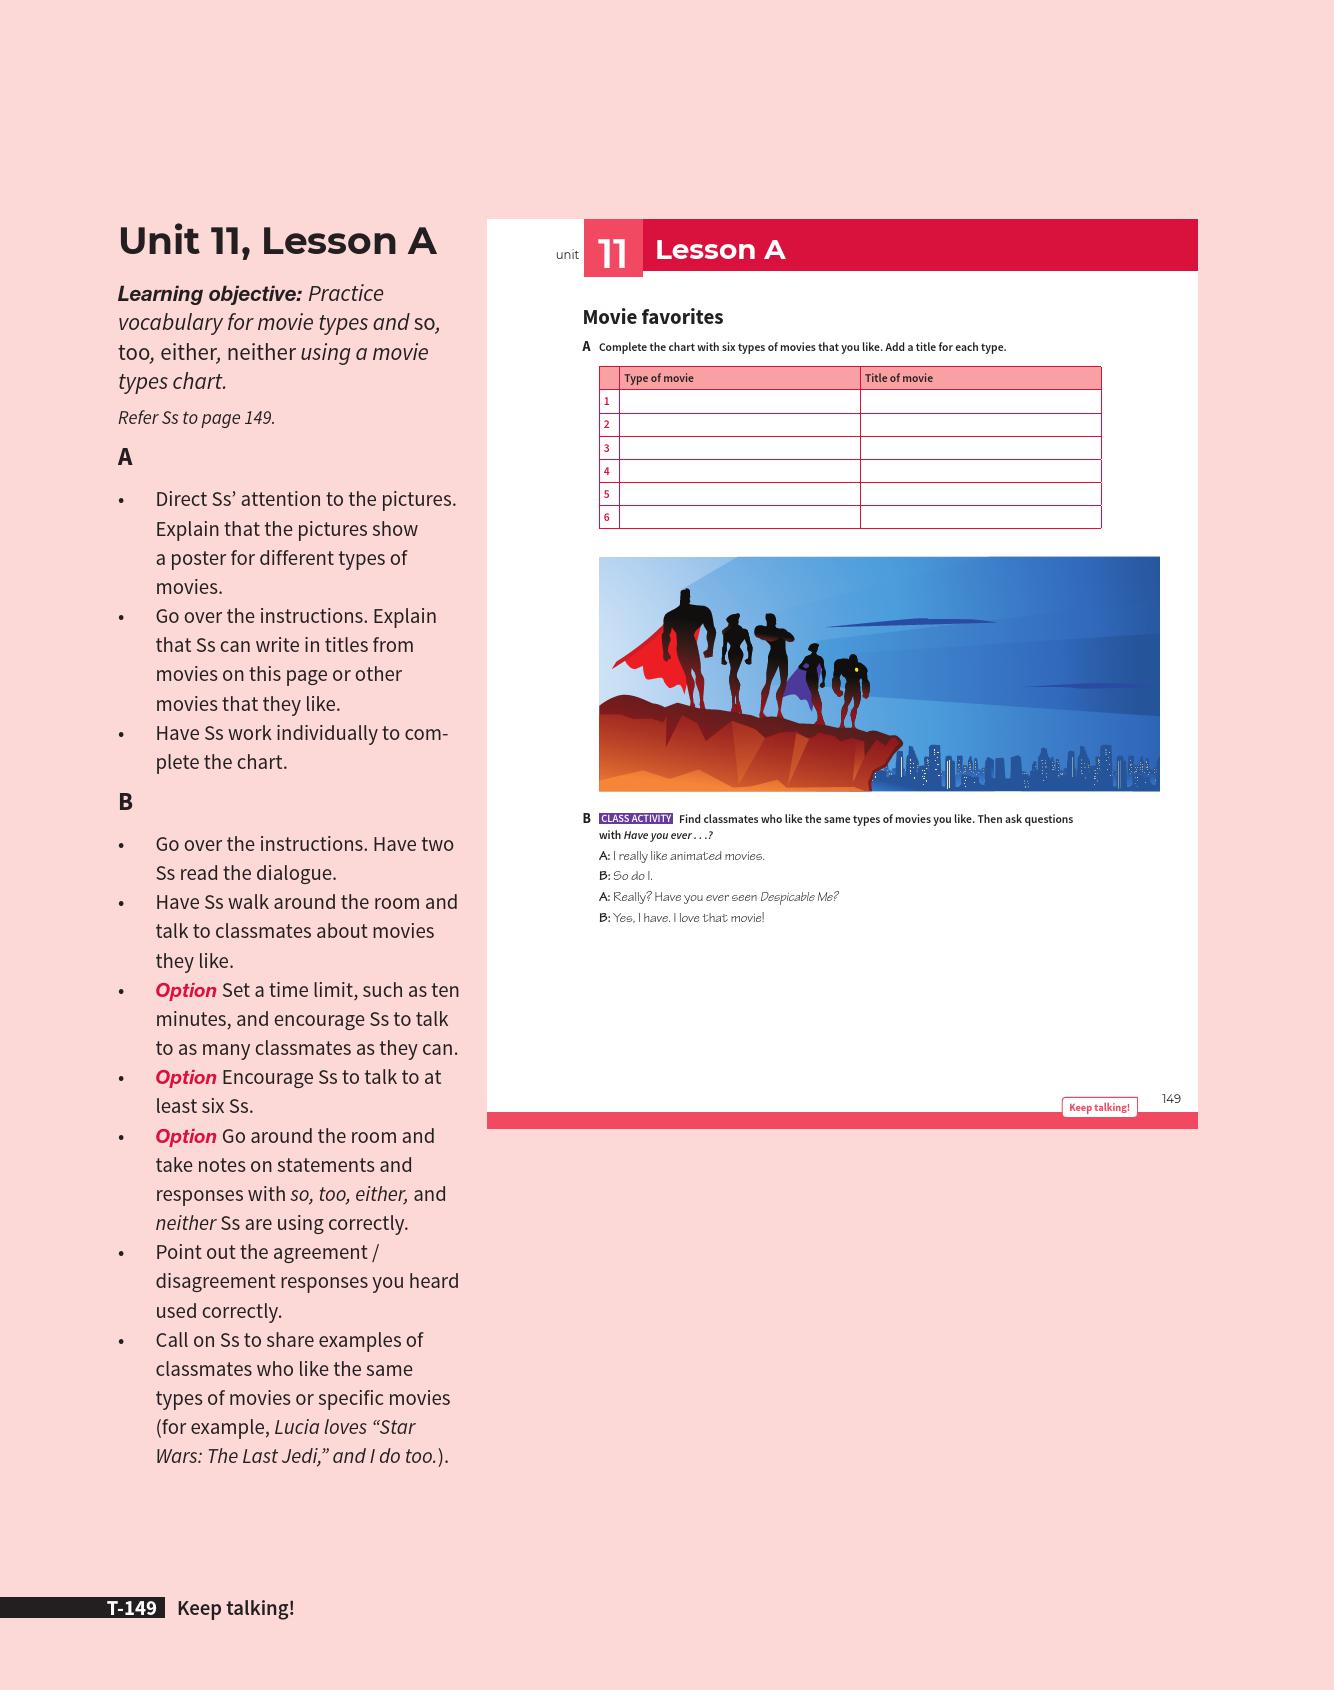 Unit 11, Lesson A
Learning objective: Practice
vocabulary for movie types and so,
too, either, neither using a movie
types chart.
Refer Ss to page 149.
A
• Direct Ss’ attention to the pictures.
Explain that the pictures show
a poster for different types of
movies.
• Go over the instructions. Explain
that Ss can write in titles from
movies on this page or other
movies that they like.
• Have Ss work individually to com-
plete the chart.
B
• Go over the instructions. Have two
Ss read the dialogue.
• Have Ss walk around the room and
talk to classmates about movies
they like.
• Option Set a time limit, such as ten
minutes, and encourage Ss to talk
to as many classmates as they can.
• Option Encourage Ss to talk to at
least six Ss.
• Option Go around the room and
take notes on statements and
responses with so, too, either, and
neither Ss are using correctly.
• Point out the agreement /
disagreement responses you heard
used correctly.
• Call on Ss to share examples of
classmates who like the same
types of movies or specific movies
(for example, Lucia loves “Star
Wars: The Last Jedi,” and I do too.).
unit 11 Lesson A
Movie favorites
A Complete the chart with six types of movies that you like. Add a title for each type.
Type of movie Title of movie
1
2
3
4
5
6
B CLASS ACTIVITY Find classmates who like the same types of movies you like. Then ask questions
with Have you ever . . .?
A: I really like animated movies.
B: So do I.
A: Really? Have you ever seen Despicable Me?
B: Yes, I have. I love that movie!
Keep talking! 149
T-149 Keep talking!